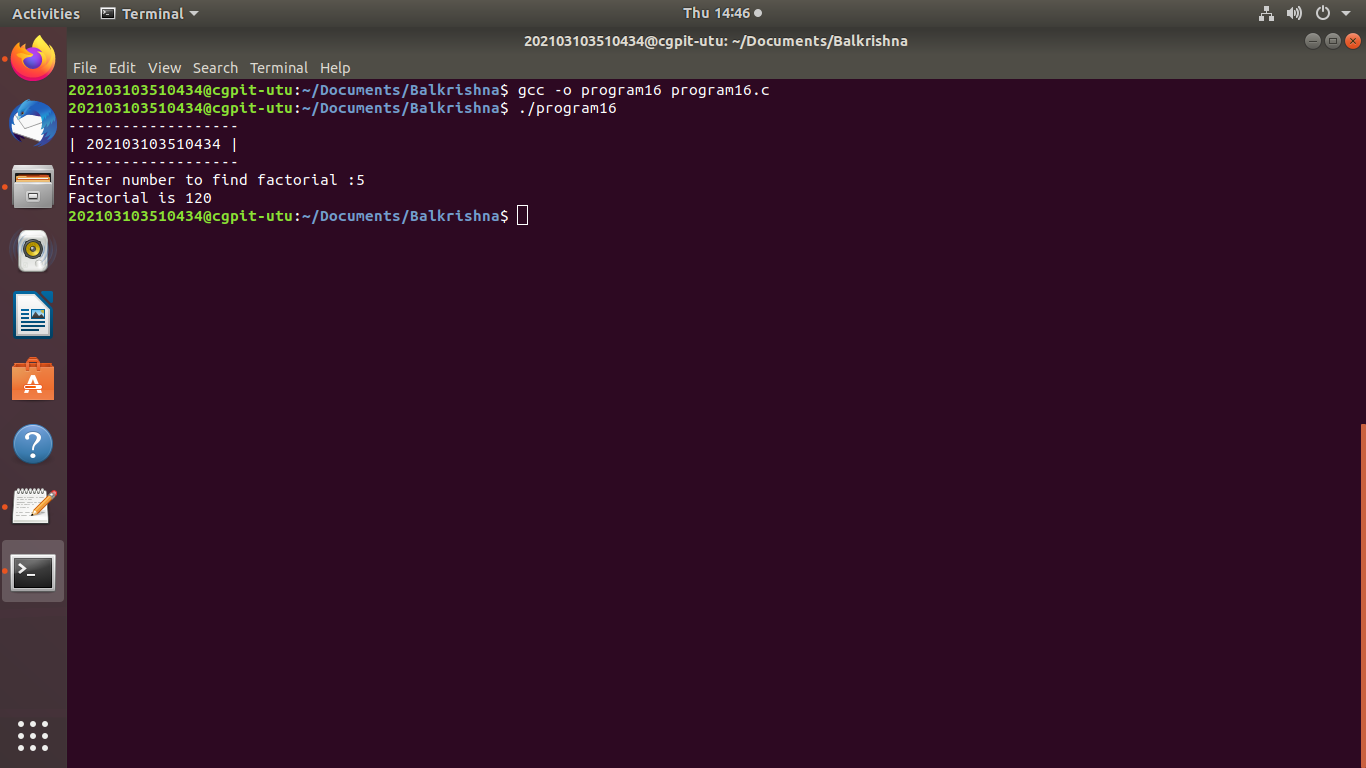 Activities Terminal Thu 14:46
202103103510434@cgpit-utu: ~/Documents/Balkrishna
File Edit View Search Terminal Help
202103103510434@cgpit-utu:~/Documents/Balkrishna$ gcc -o program16 program16.c
202103103510434@cgpit-utu:~/Documents/Balkrishna$ ./program16
-------------------
| 202103103510434 |
-------------------
Enter number to find factorial :5
Factorial is 120
202103103510434@cgpit-utu:~/Documents/Balkrishna$